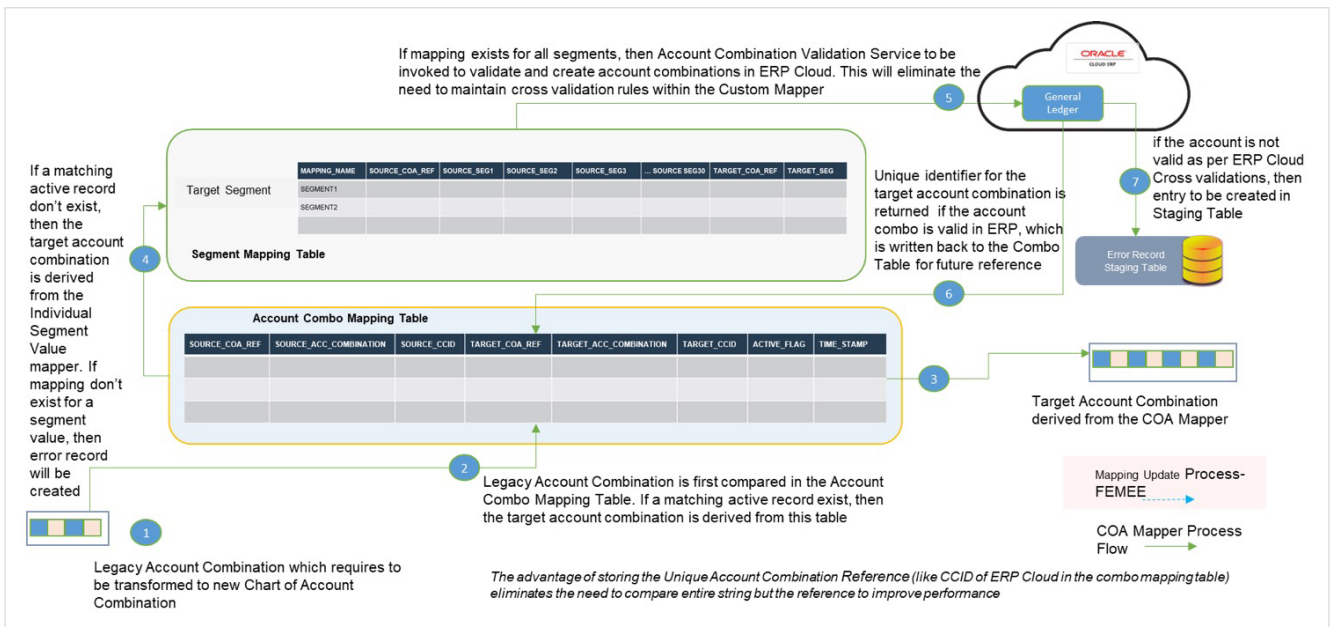 If mapping exists for all segments, then Account Combination Validation Service to be
invoked to validate and create account combinations in ERP Cloud. This will eliminate the
need to maintain cross validation rules within the Custom Mapper
5
ORACLE
CLOUD ERP
General
Ledger
if the account is not
valid as per ERP Cloud
Cross validations, then
entry to be created in
Staging Table
7
Error Record
Staging Table
If a matching
active record
don't exist,
then the
target account
combination
is derived
from the
Individual
Segment
Value
mapper. If
mapping don't
exist for a
segment
value, then
error record
will be
created
4
Target Segment
MAPPING_NAME SOURCE_COA_REF SOURCE_SEG1 SOURCE_SEG2 SOURCE_SEG3 ... SOURCE SEG30 TARGET_COA_REF TARGET_SEG
SEGMENT1
SEGMENT2
Segment Mapping Table
Unique identifier for the
target account combination is
returned if the account
combo is valid in ERP, which
is written back to the Combo
Table for future reference
6
Account Combo Mapping Table
SOURCE_COA_REF SOURCE_ACC_COMBINATION SOURCE_CCID TARGET_COA_REF TARGET_ACC_COMBINATION TARGET_CCID ACTIVE_FLAG TIME_STAMP
3
Target Account Combination
derived from the COA Mapper
2
Legacy Account Combination is first compared in the Account
Combo Mapping Table. If a matching active record exist, then
the target account combination is derived from this table
Mapping Update Process-
FEMEE
COA Mapper Process
Flow
1
Legacy Account Combination which requires to
be transformed to new Chart of Account
Combination
The advantage of storing the Unique Account Combination Reference (like CCID of ERP Cloud in the combo mapping table)
eliminates the need to compare entire string but the reference to improve performance